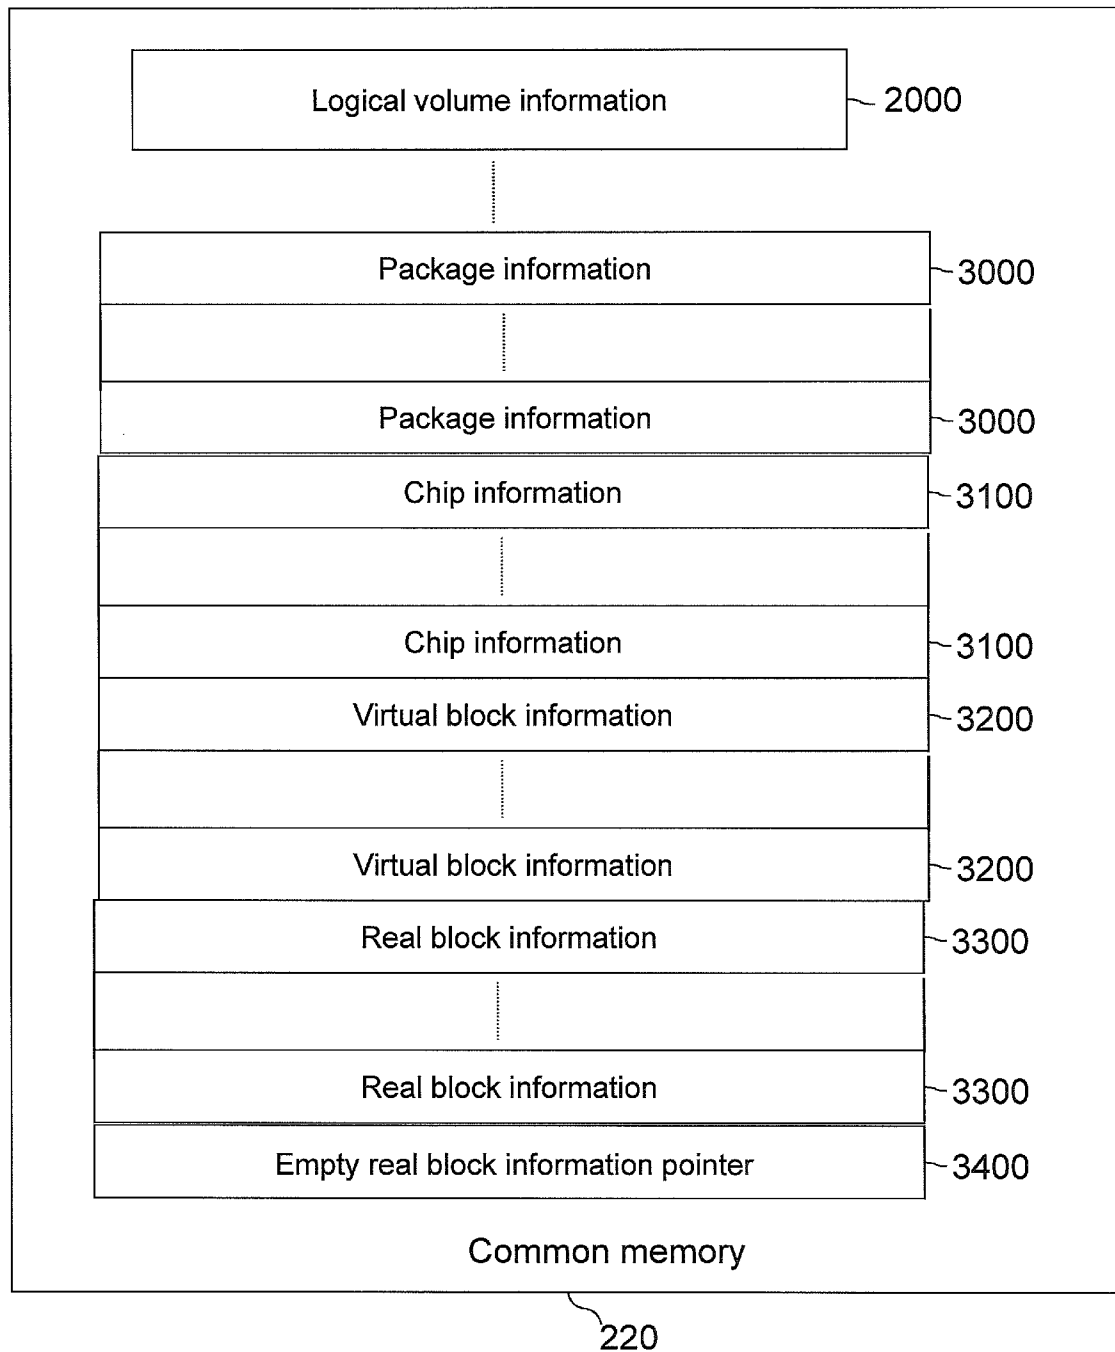 Logical volume information 2000
Package information 3000
Package information 3000
Chip information 3100
Chip information 3100
Virtual block information 3200
Virtual block information 3200
Real block information 3300
Real block information 3300
Empty real block information pointer 3400
Common memory
220